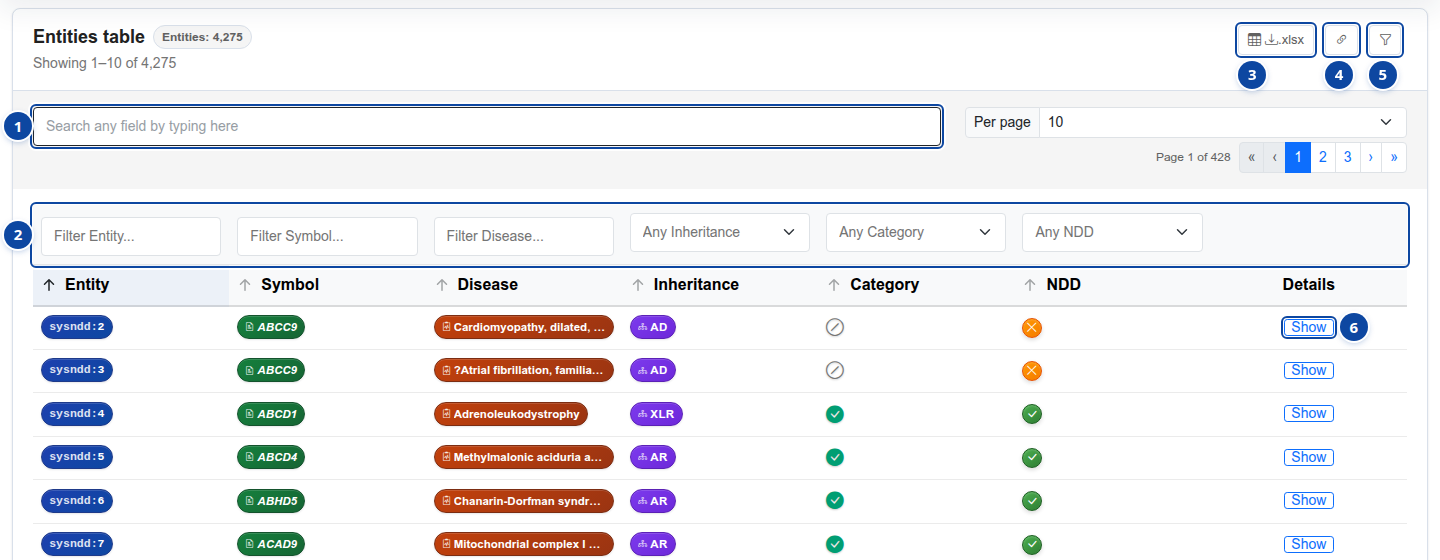 Entities table Entities: 4,275
Showing 1–10 of 4,275
.xlsx
3 4 5
1 Search any field by typing here
Per page 10
Page 1 of 428 « ‹ 1 2 3 › »
2 Filter Entity... Filter Symbol... Filter Disease... Any Inheritance Any Category Any NDD
Entity Symbol Disease Inheritance Category NDD Details
sysndd:2 ABCC9 Cardiomyopathy, dilated, ... AD Show 6
sysndd:3 ABCC9 ?Atrial fibrillation, familia... AD Show
sysndd:4 ABCD1 Adrenoleukodystrophy XLR Show
sysndd:5 ABCD4 Methylmalonic aciduria a... AR Show
sysndd:6 ABHD5 Chanarin-Dorfman syndr... AR Show
sysndd:7 ACAD9 Mitochondrial complex I ... AR Show